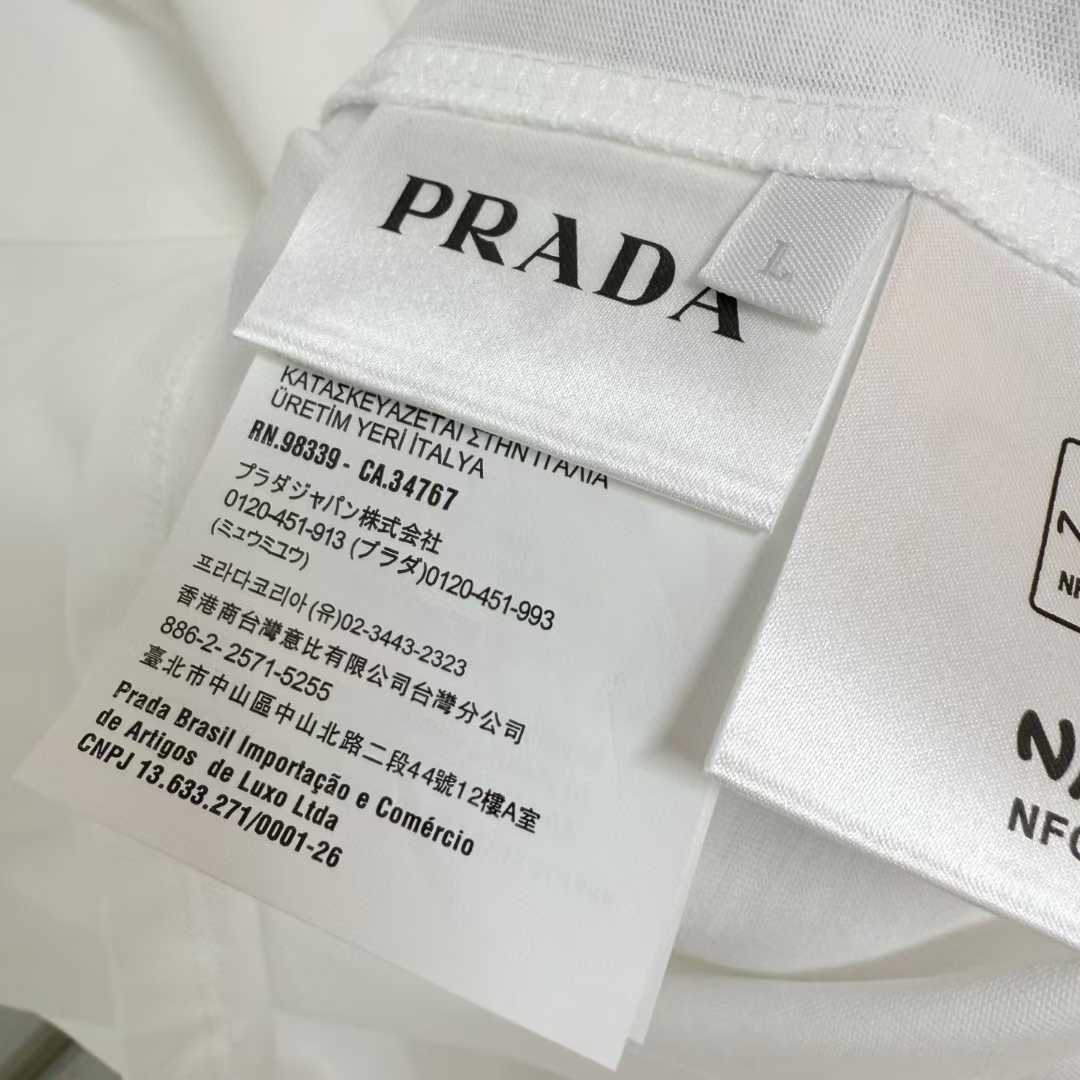 PRADA
L
ΚΑΤΑΣΚΕΥΑΖΕΤΑΙ ΣΤΗΝ ΙΤΑΛΙΑ
ÜRETİM YERİ İTALYA
RN.98339 - CA.34767
プラダジャパン株式会社
0120-451-913 (プラダ)0120-451-993
(ミュウミユウ)
프라다코리아(유)02-3443-2323
香港商台灣意比有限公司台灣分公司
886-2- 2571-5255
臺北市中山區中山北路二段44號12樓A室
Prada Brasil Importação e Comércio
de Artigos de Luxo Ltda
CNPJ 13.633.271/0001-26